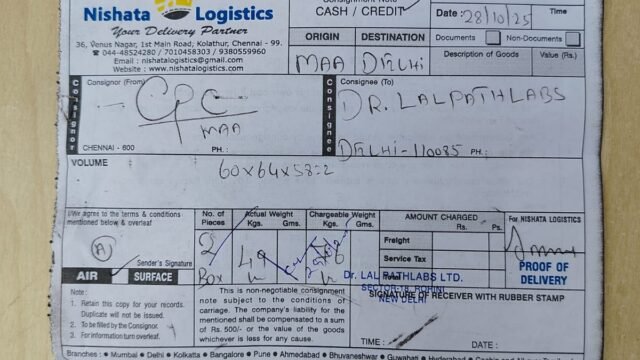 Nishata Logistics
Your Delivery Partner
36, Venus Nagar, 1st Main Road, Kolathur, Chennai - 99.
☎ 044-48524280 / 7010458303 / 9380559960
Email : nishatalogistics@gmail.com
Website : www.nishatalogistics.com
Consignment Note
CASH / CREDIT
Date : 28/10/25 Time
ORIGIN DESTINATION
MAA DELHI
Documents Non-Documents
Description of Goods Value (Rs.)
Consignor (From)
CPC
MAA
CHENNAI - 600 PH. :
Consignee (To)
DR. LALPATHLABS
DELHI-110085 PH. :
VOLUME
60x64x58=2
I/We agree to the terms & conditions
mentioned below & overleaf
A
Sender's Signature
AIR SURFACE
No. of Pieces Actual Weight Kgs. Gms. Chargeable Weight Kgs. Gms.
2 49
Box
AMOUNT CHARGED Rs. Ps.
Freight
Service Tax
For NISHATA LOGISTICS
PROOF OF
DELIVERY
Dr. LAL PATHLABS LTD.
SECTOR-18, ROHINI
NEW DELHI
SIGNATURE OF RECEIVER WITH RUBBER STAMP
Note :
1. Retain this copy for your records.
Duplicate will not be issued.
2. To be filled by the Consignor.
3. For information turn overleaf.
This is non-negotiable consignment
note subject to the conditions of
carriage. The company's liability for the
mentioned shall be compensated to a
sum of Rs. 500/- or the value of the goods
whichever is less for any cause.
TIME : DATE :
Branches : • Mumbai • Delhi • Kolkatta • Bangalore • Pune • Ahmedabad • Bhuvaneshwar • Guwahati • Hyderabad